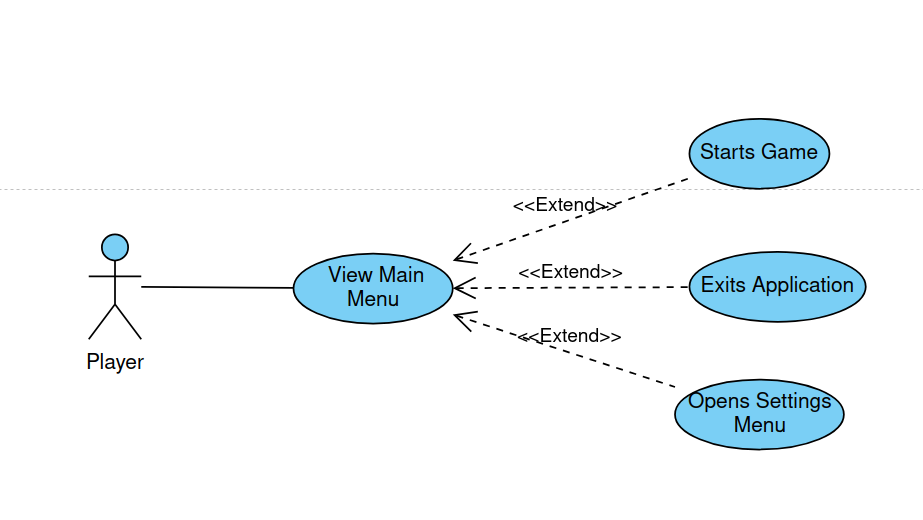 Starts Game
<<Extend>>
<<Extend>>
Exits Application
View Main
Menu
<<Extend>>
Player
Opens Settings
Menu